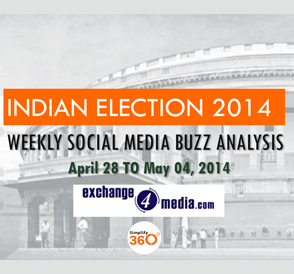 INDIAN ELECTION 2014
WEEKLY SOCIAL MEDIA BUZZ ANALYSIS
April 28 TO May 04, 2014
exchange4media.com
Simplify
360°